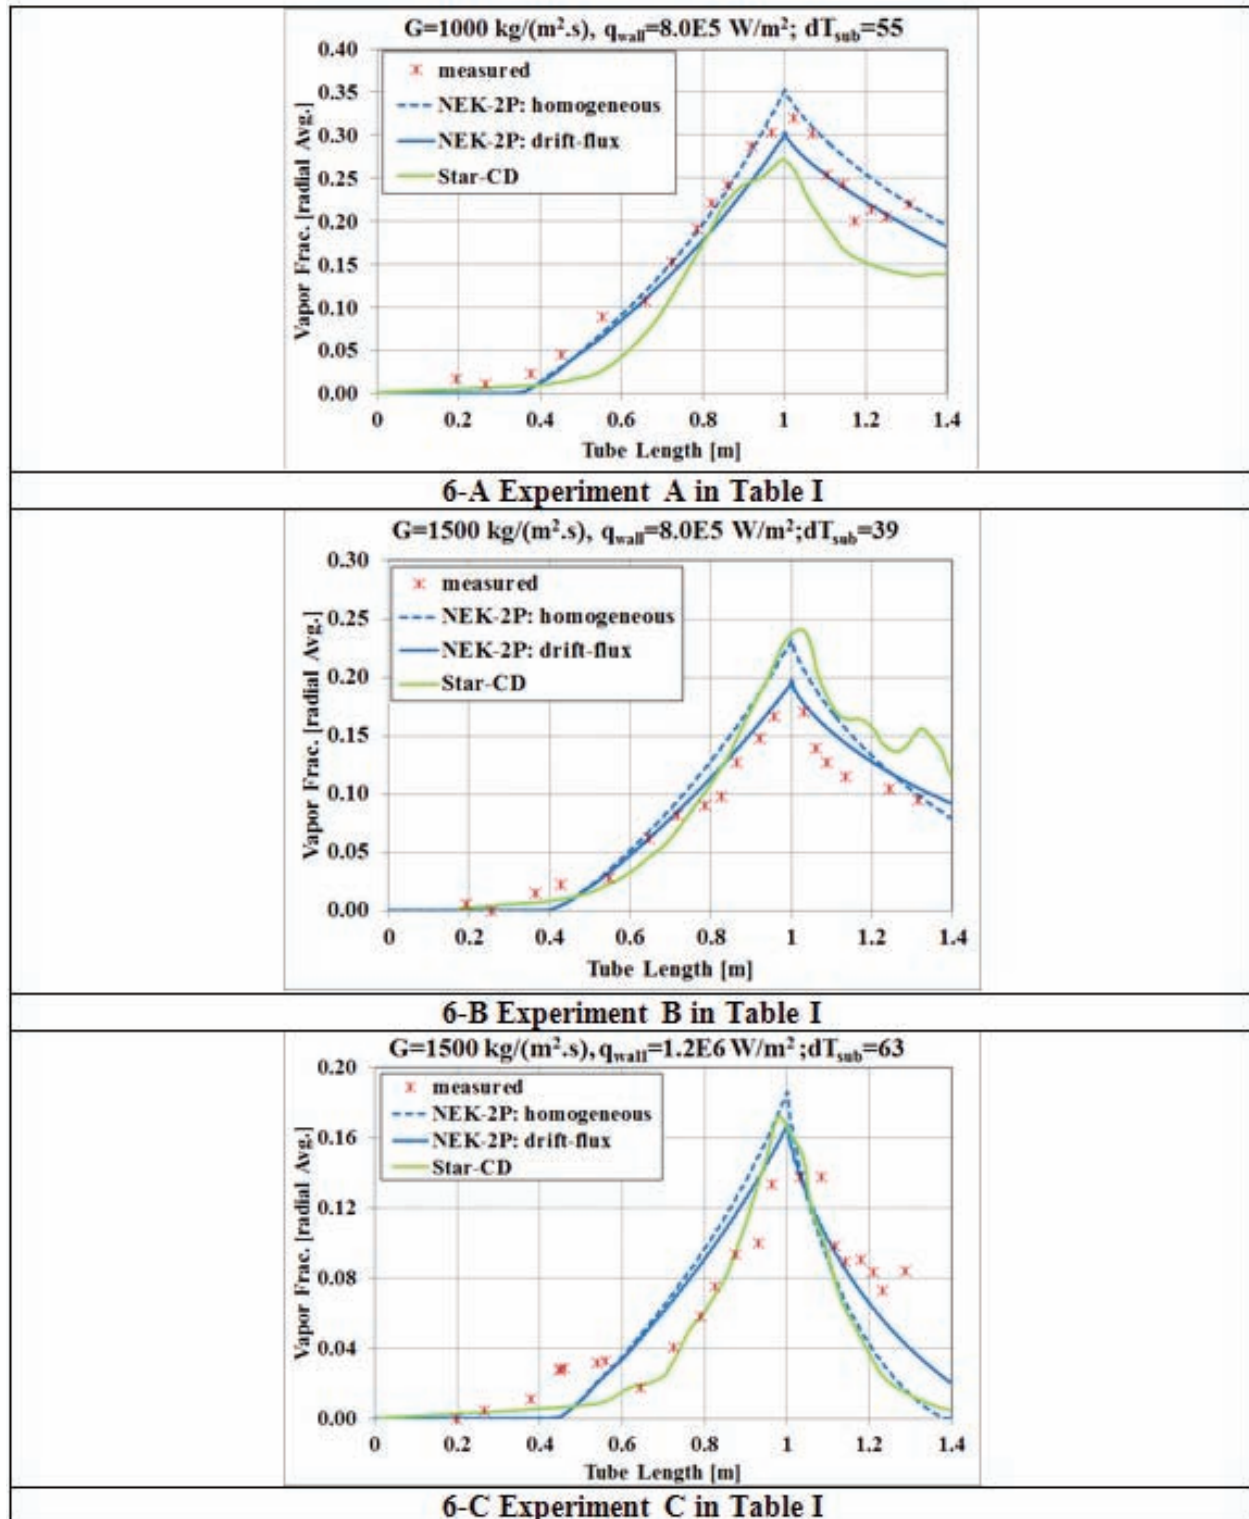 G=1000 kg/(m².s), q_wall=8.0E5 W/m²; dT_sub=55
0.40
0.35
0.30
0.25
0.20
0.15
0.10
0.05
0.00
Vapor Frac. [radial Avg.]
measured
NEK-2P: homogeneous
NEK-2P: drift-flux
Star-CD
0 0.2 0.4 0.6 0.8 1 1.2 1.4
Tube Length [m]
6-A Experiment A in Table I
G=1500 kg/(m².s), q_wall=8.0E5 W/m²;dT_sub=39
0.30
0.25
0.20
0.15
0.10
0.05
0.00
Vapor Frac. [radial Avg.]
measured
NEK-2P: homogeneous
NEK-2P: drift-flux
Star-CD
0 0.2 0.4 0.6 0.8 1 1.2 1.4
Tube Length [m]
6-B Experiment B in Table I
G=1500 kg/(m².s),q_wall=1.2E6 W/m²;dT_sub=63
0.20
0.16
0.12
0.08
0.04
0.00
Vapor Frac. [radial Avg.]
measured
NEK-2P: homogeneous
NEK-2P: drift-flux
Star-CD
0 0.2 0.4 0.6 0.8 1 1.2 1.4
Tube Length [m]
6-C Experiment C in Table I